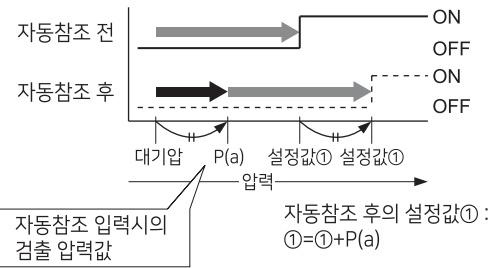 자동참조 전
ON
OFF
자동참조 후
ON
OFF
대기압 P(a) 설정값① 설정값①
압력
자동참조 입력시의
검출 압력값
자동참조 후의 설정값① :
①=①+P(a)